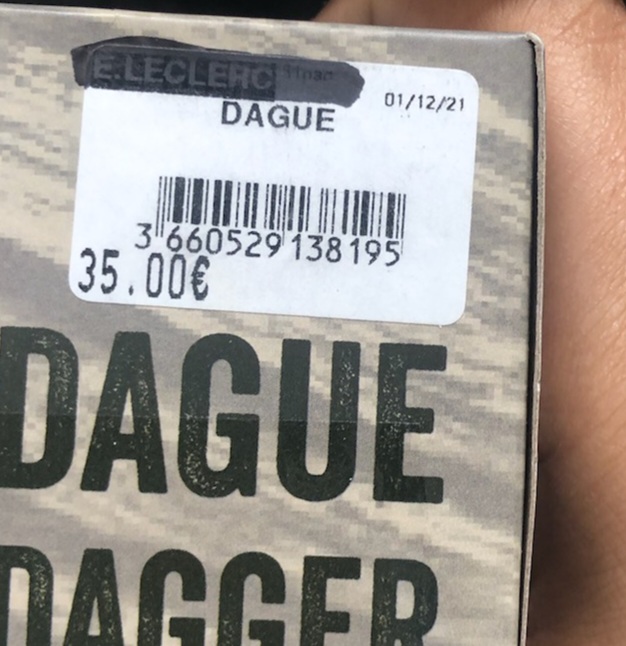 E.LECLERC
01/12/21
DAGUE
3 660529 138195
35.00€
DAGUE
DAGGER